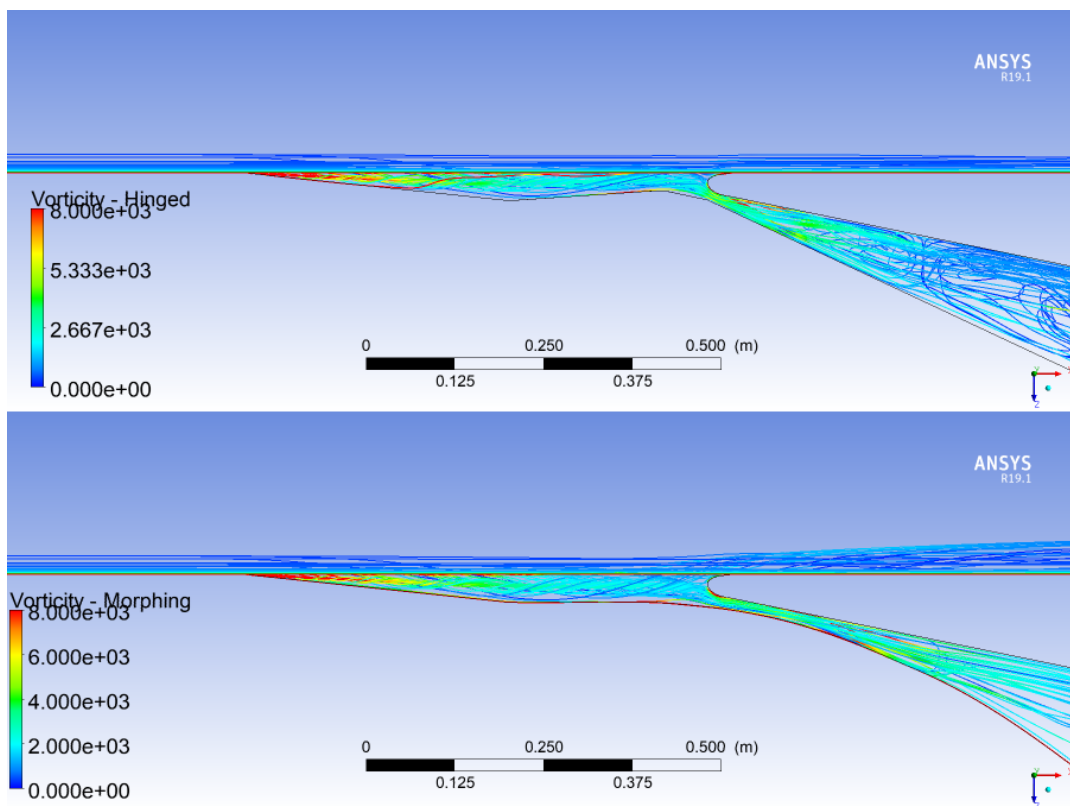 ANSYS
R19.1
Vorticity - Hinged
8.000e+03
5.333e+03
2.667e+03
0.000e+00
0 0.250 0.500 (m)
0.125 0.375
ANSYS
R19.1
Vorticity - Morphing
8.000e+03
6.000e+03
4.000e+03
2.000e+03
0.000e+00
0 0.250 0.500 (m)
0.125 0.375